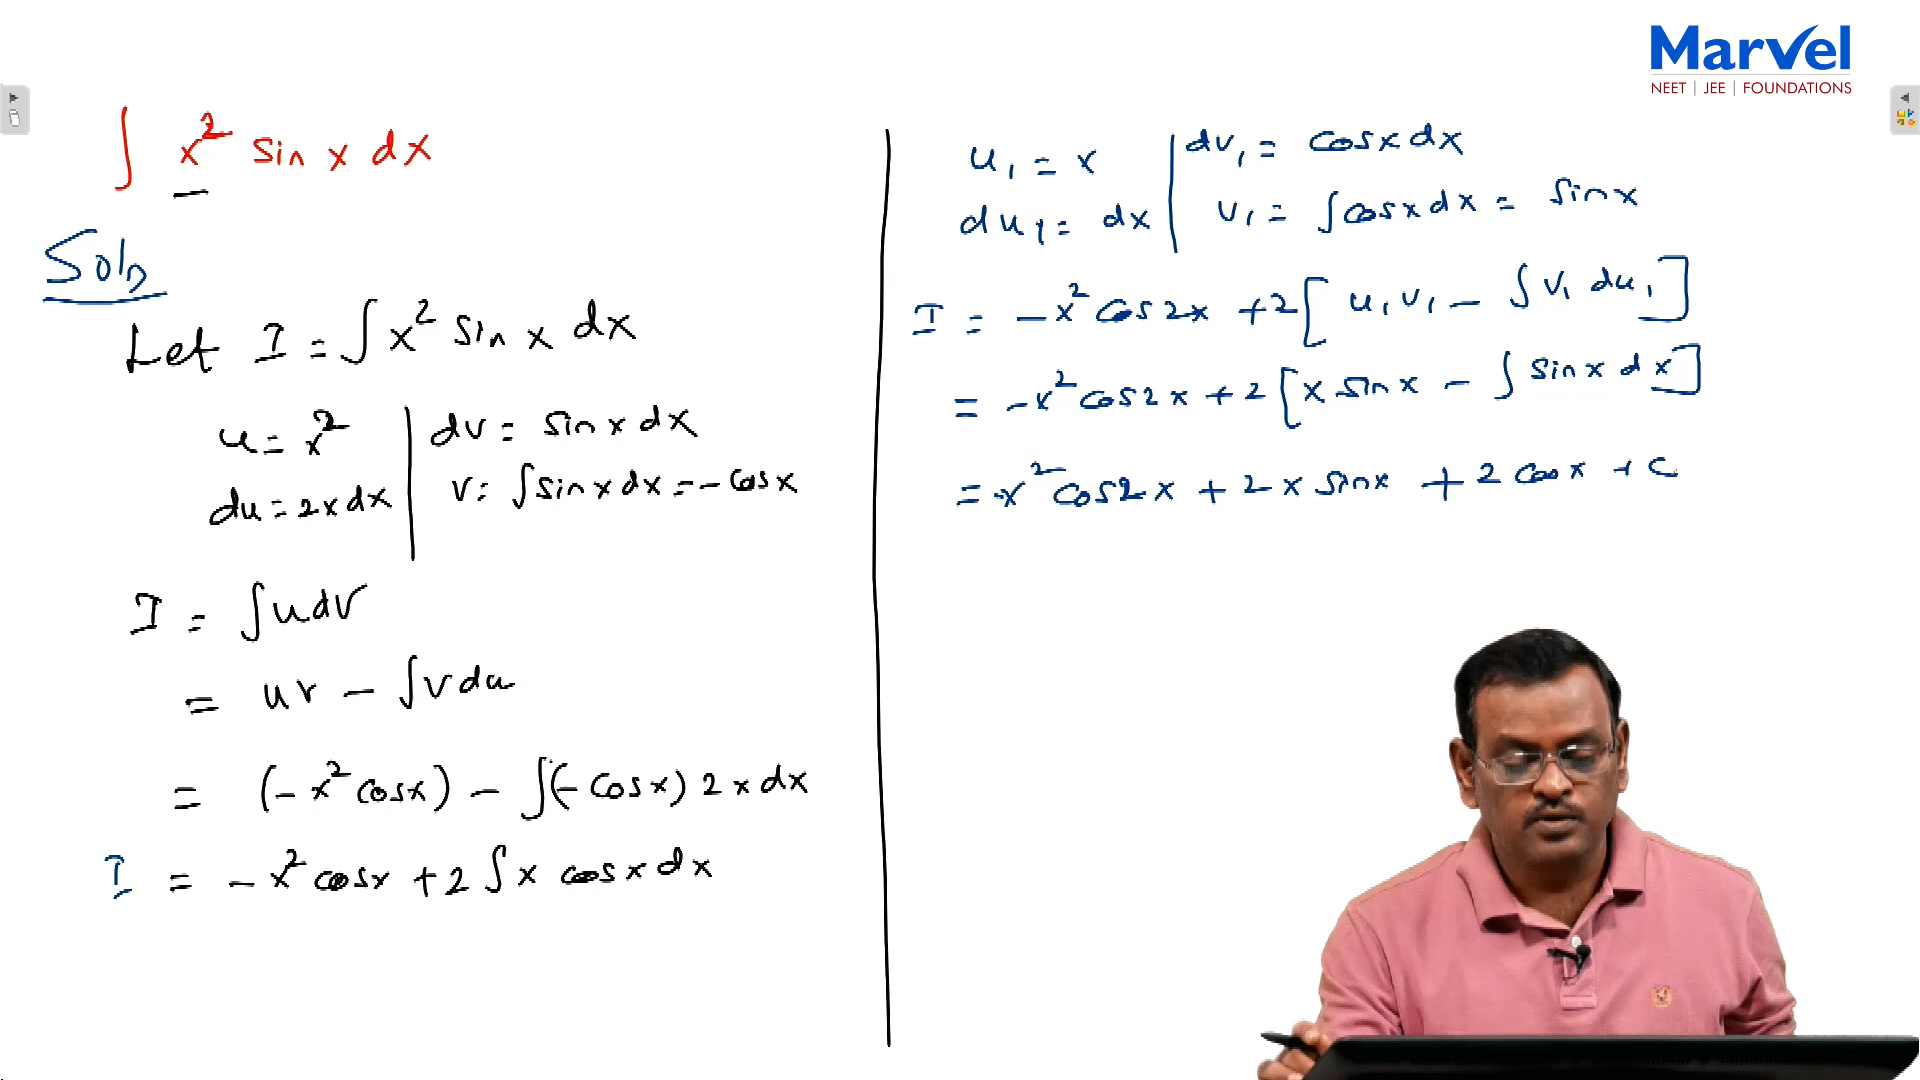 Marvel
NEET | JEE | FOUNDATIONS
∫ x² sin x dx
Soln
Let I = ∫ x² sin x dx
u = x² | dv = sin x dx
du = 2x dx | v = ∫ sin x dx = - cos x
I = ∫ u dv
= uv - ∫ v du
= (- x² cos x) - ∫ (- cos x) 2x dx
I = - x² cos x + 2 ∫ x cos x dx
u₁ = x | dv₁ = cos x dx
du₁ = dx | v₁ = ∫ cos x dx = sin x
I = - x² cos 2x + 2 [ u₁ v₁ - ∫ v₁ du₁ ]
= - x² cos 2x + 2 [ x sin x - ∫ sin x dx ]
= - x² cos 2x + 2x sin x + 2 cos x + c